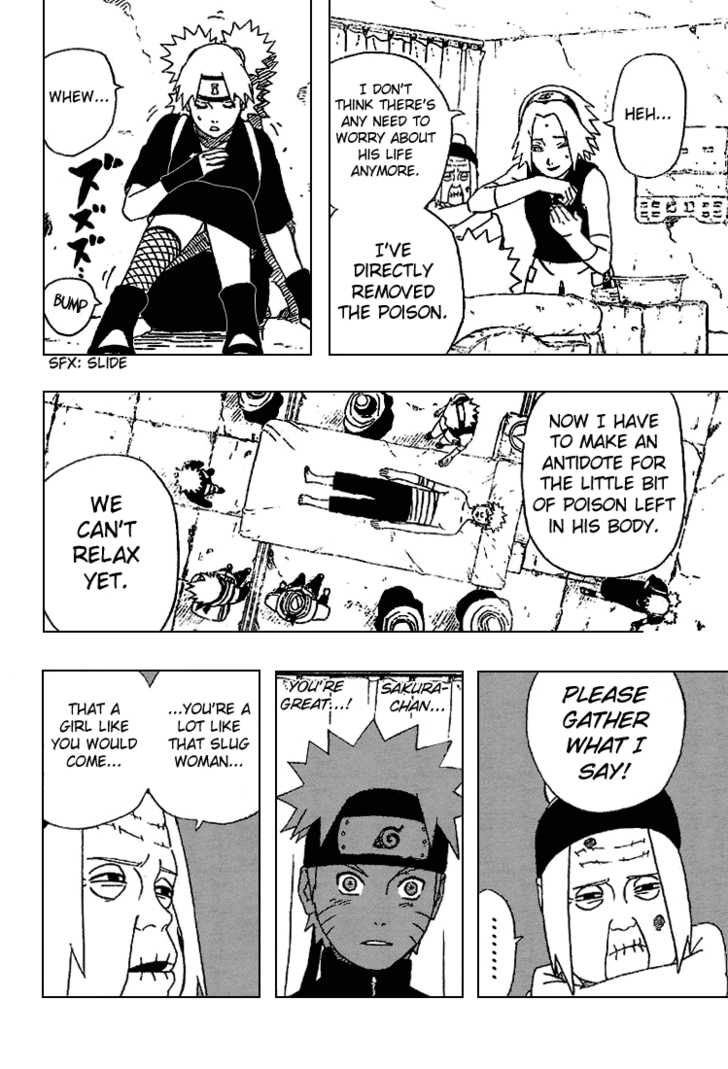 HEH...
I DON'T
THINK THERE'S
ANY NEED TO
WORRY ABOUT
HIS LIFE
ANYMORE.
I'VE
DIRECTLY
REMOVED
THE POISON.
WHEW...
ズズズ
BUMP
SFX: SLIDE
NOW I HAVE
TO MAKE AN
ANTIDOTE FOR
THE LITTLE BIT
OF POISON LEFT
IN HIS BODY.
WE
CAN'T
RELAX
YET.
PLEASE
GATHER
WHAT I
SAY!
......
SAKURA-
CHAN...
YOU'RE
GREAT...!
...YOU'RE A
LOT LIKE
THAT SLUG
WOMAN...
THAT A
GIRL LIKE
YOU WOULD
COME...